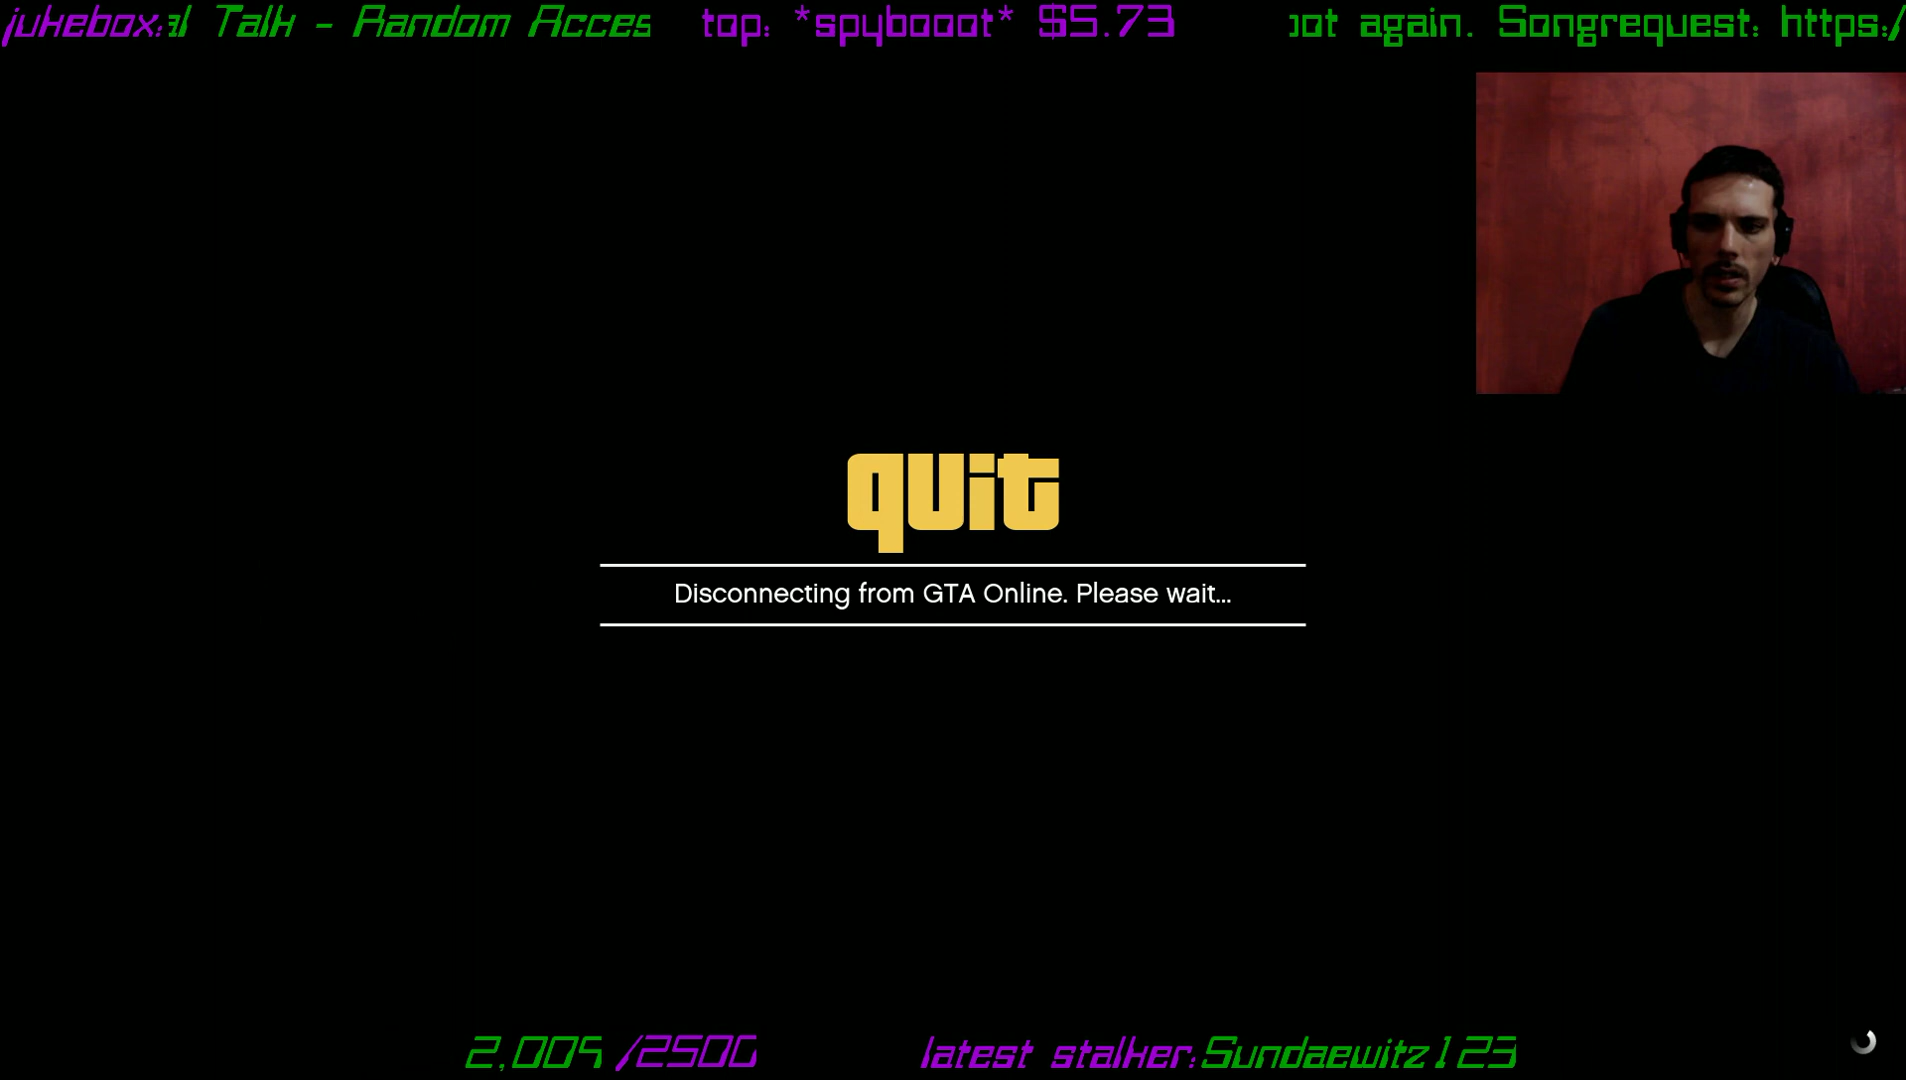 jukebox: Talk - Random Acces
top: *spybooot* $5.73
again. Songrequest: https:/
quit
Disconnecting from GTA Online. Please wait...
2,009 /2500
latest stalker: Sundaewitz123